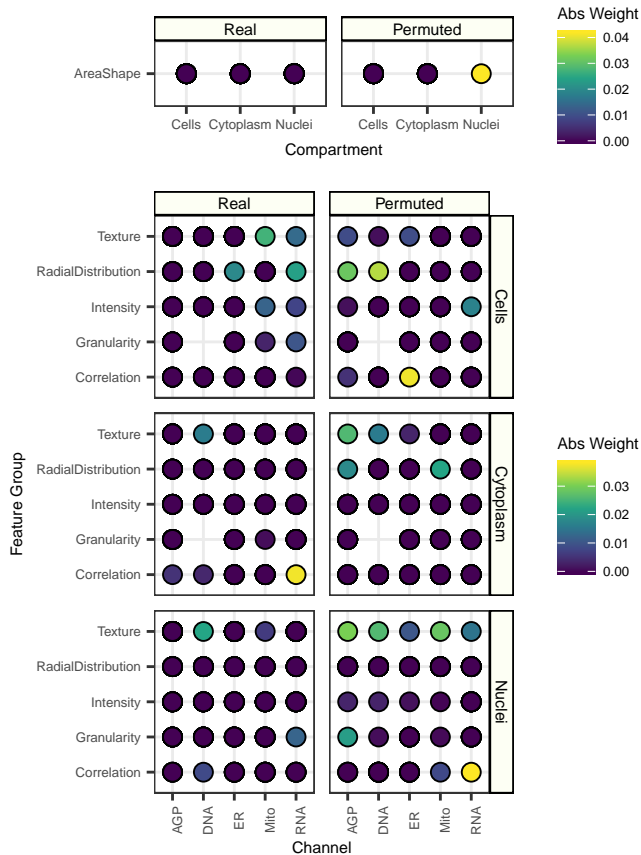 Real Permuted
AreaShape
Cells Cytoplasm Nuclei Cells Cytoplasm Nuclei
Compartment
Abs Weight
0.04
0.03
0.02
0.01
0.00
Real Permuted
Feature Group
Texture
RadialDistribution
Intensity
Granularity
Correlation
Cells
Texture
RadialDistribution
Intensity
Granularity
Correlation
Cytoplasm
Texture
RadialDistribution
Intensity
Granularity
Correlation
Nuclei
AGP DNA ER Mito RNA AGP DNA ER Mito RNA
Channel
Abs Weight
0.03
0.02
0.01
0.00